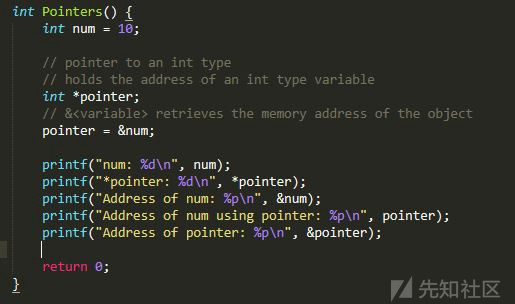 int Pointers() {
    int num = 10;

    // pointer to an int type
    // holds the address of an int type variable
    int *pointer;
    // &<variable> retrieves the memory address of the object
    pointer = &num;

    printf("num: %d\n", num);
    printf("*pointer: %d\n", *pointer);
    printf("Address of num: %p\n", &num);
    printf("Address of num using pointer: %p\n", pointer);
    printf("Address of pointer: %p\n", &pointer);

    return 0;
}
先知社区